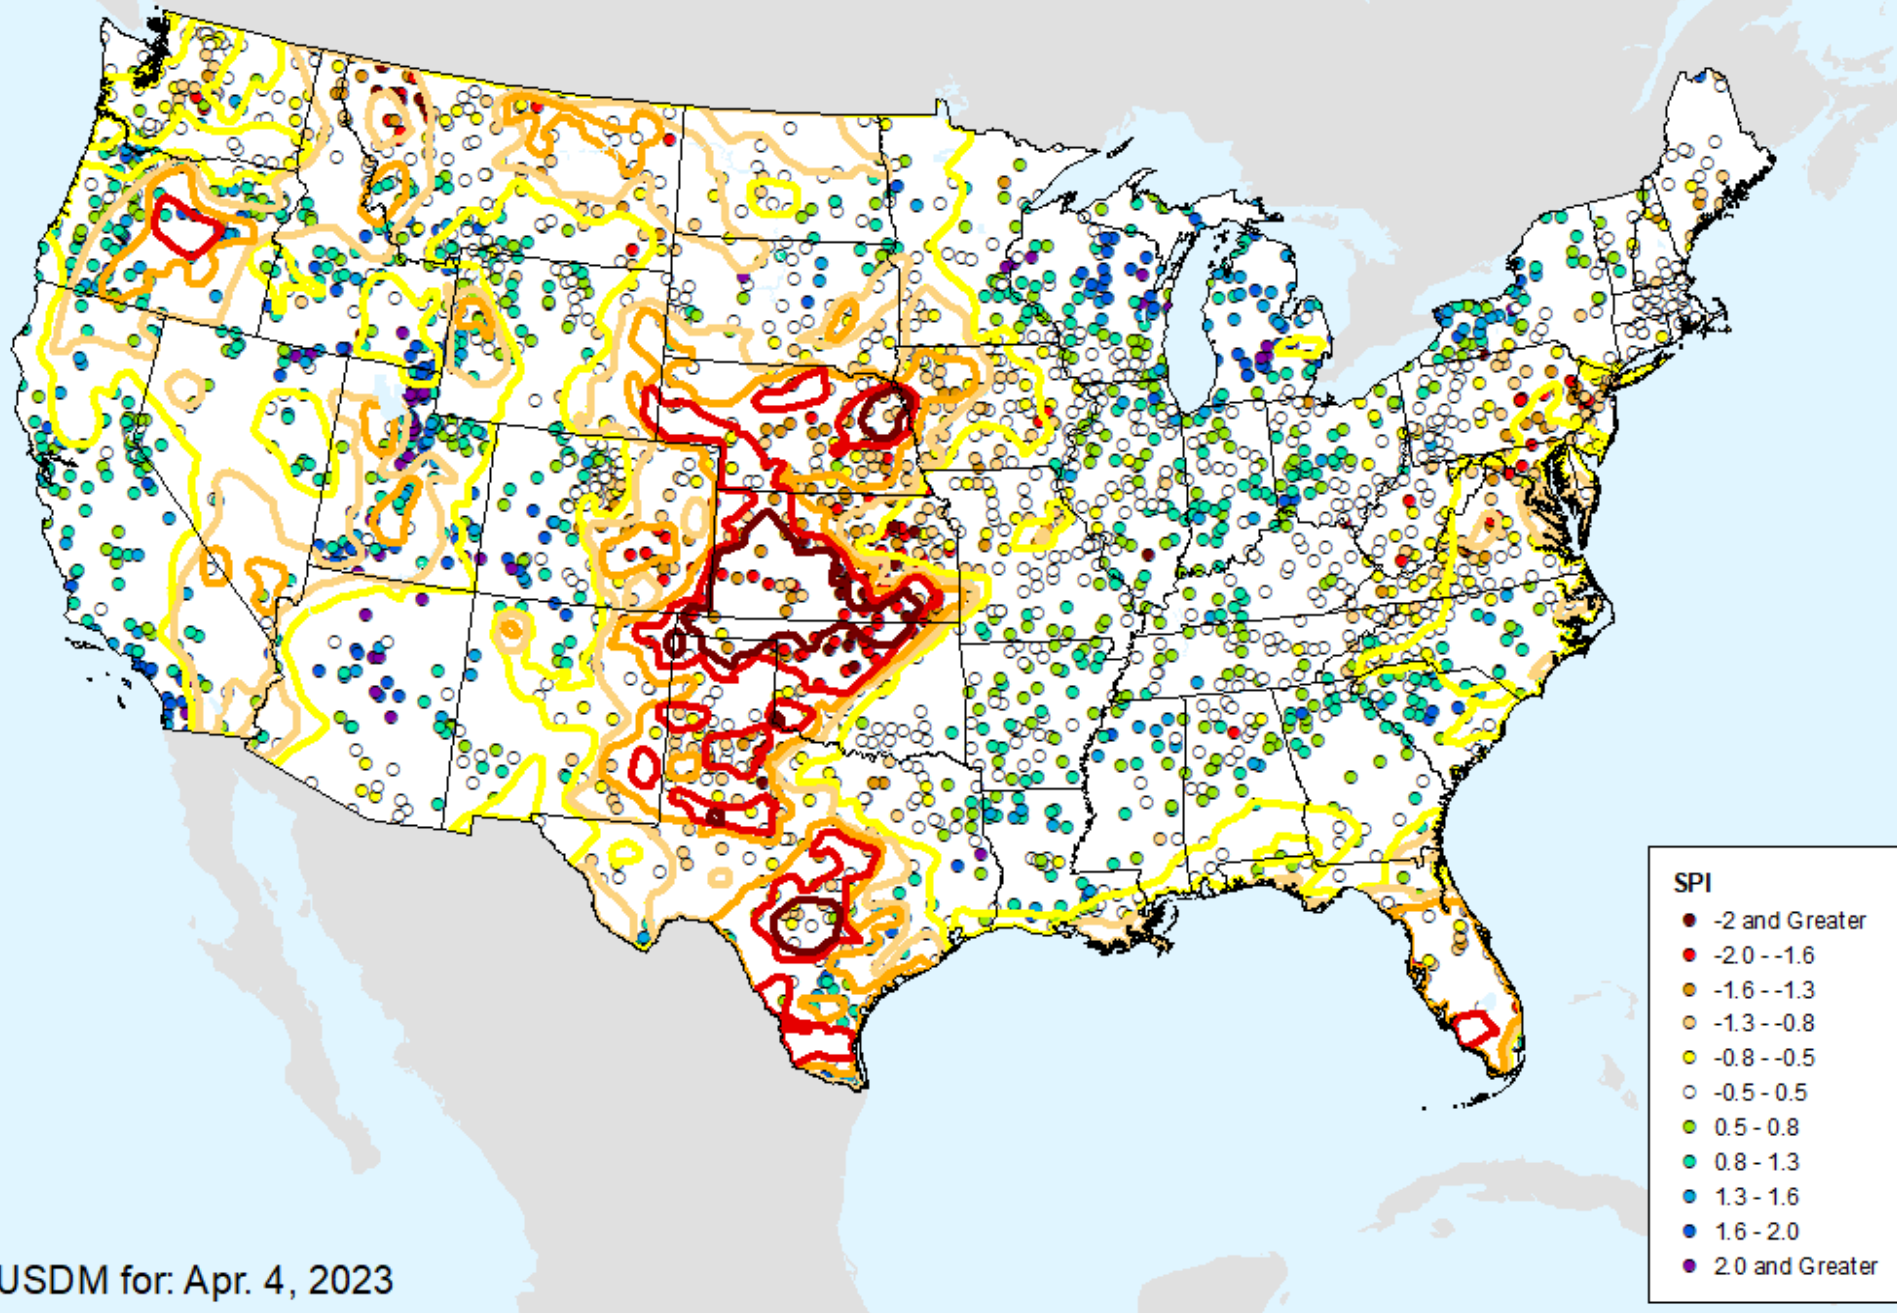 USDM for: Apr. 4, 2023
SPI
-2 and Greater
-2.0 - -1.6
-1.6 - -1.3
-1.3 - -0.8
-0.8 - -0.5
-0.5 - 0.5
0.5 - 0.8
0.8 - 1.3
1.3 - 1.6
1.6 - 2.0
2.0 and Greater